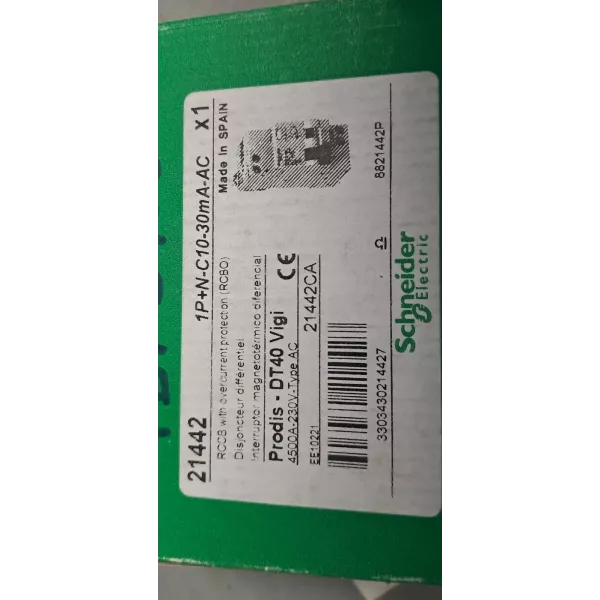 21442 1P+N-C10-30mA-AC x1
RCCB with overcurrent protection (RCBO) Made in SPAIN
Disjoncteur différentiel
Interruptor magnetotérmico diferencial
Prodis - DT40 Vigi CE
4500A-230V-Type AC
EE10221 21442CA
3303430214427 Ω 8821442P
Schneider
Electric